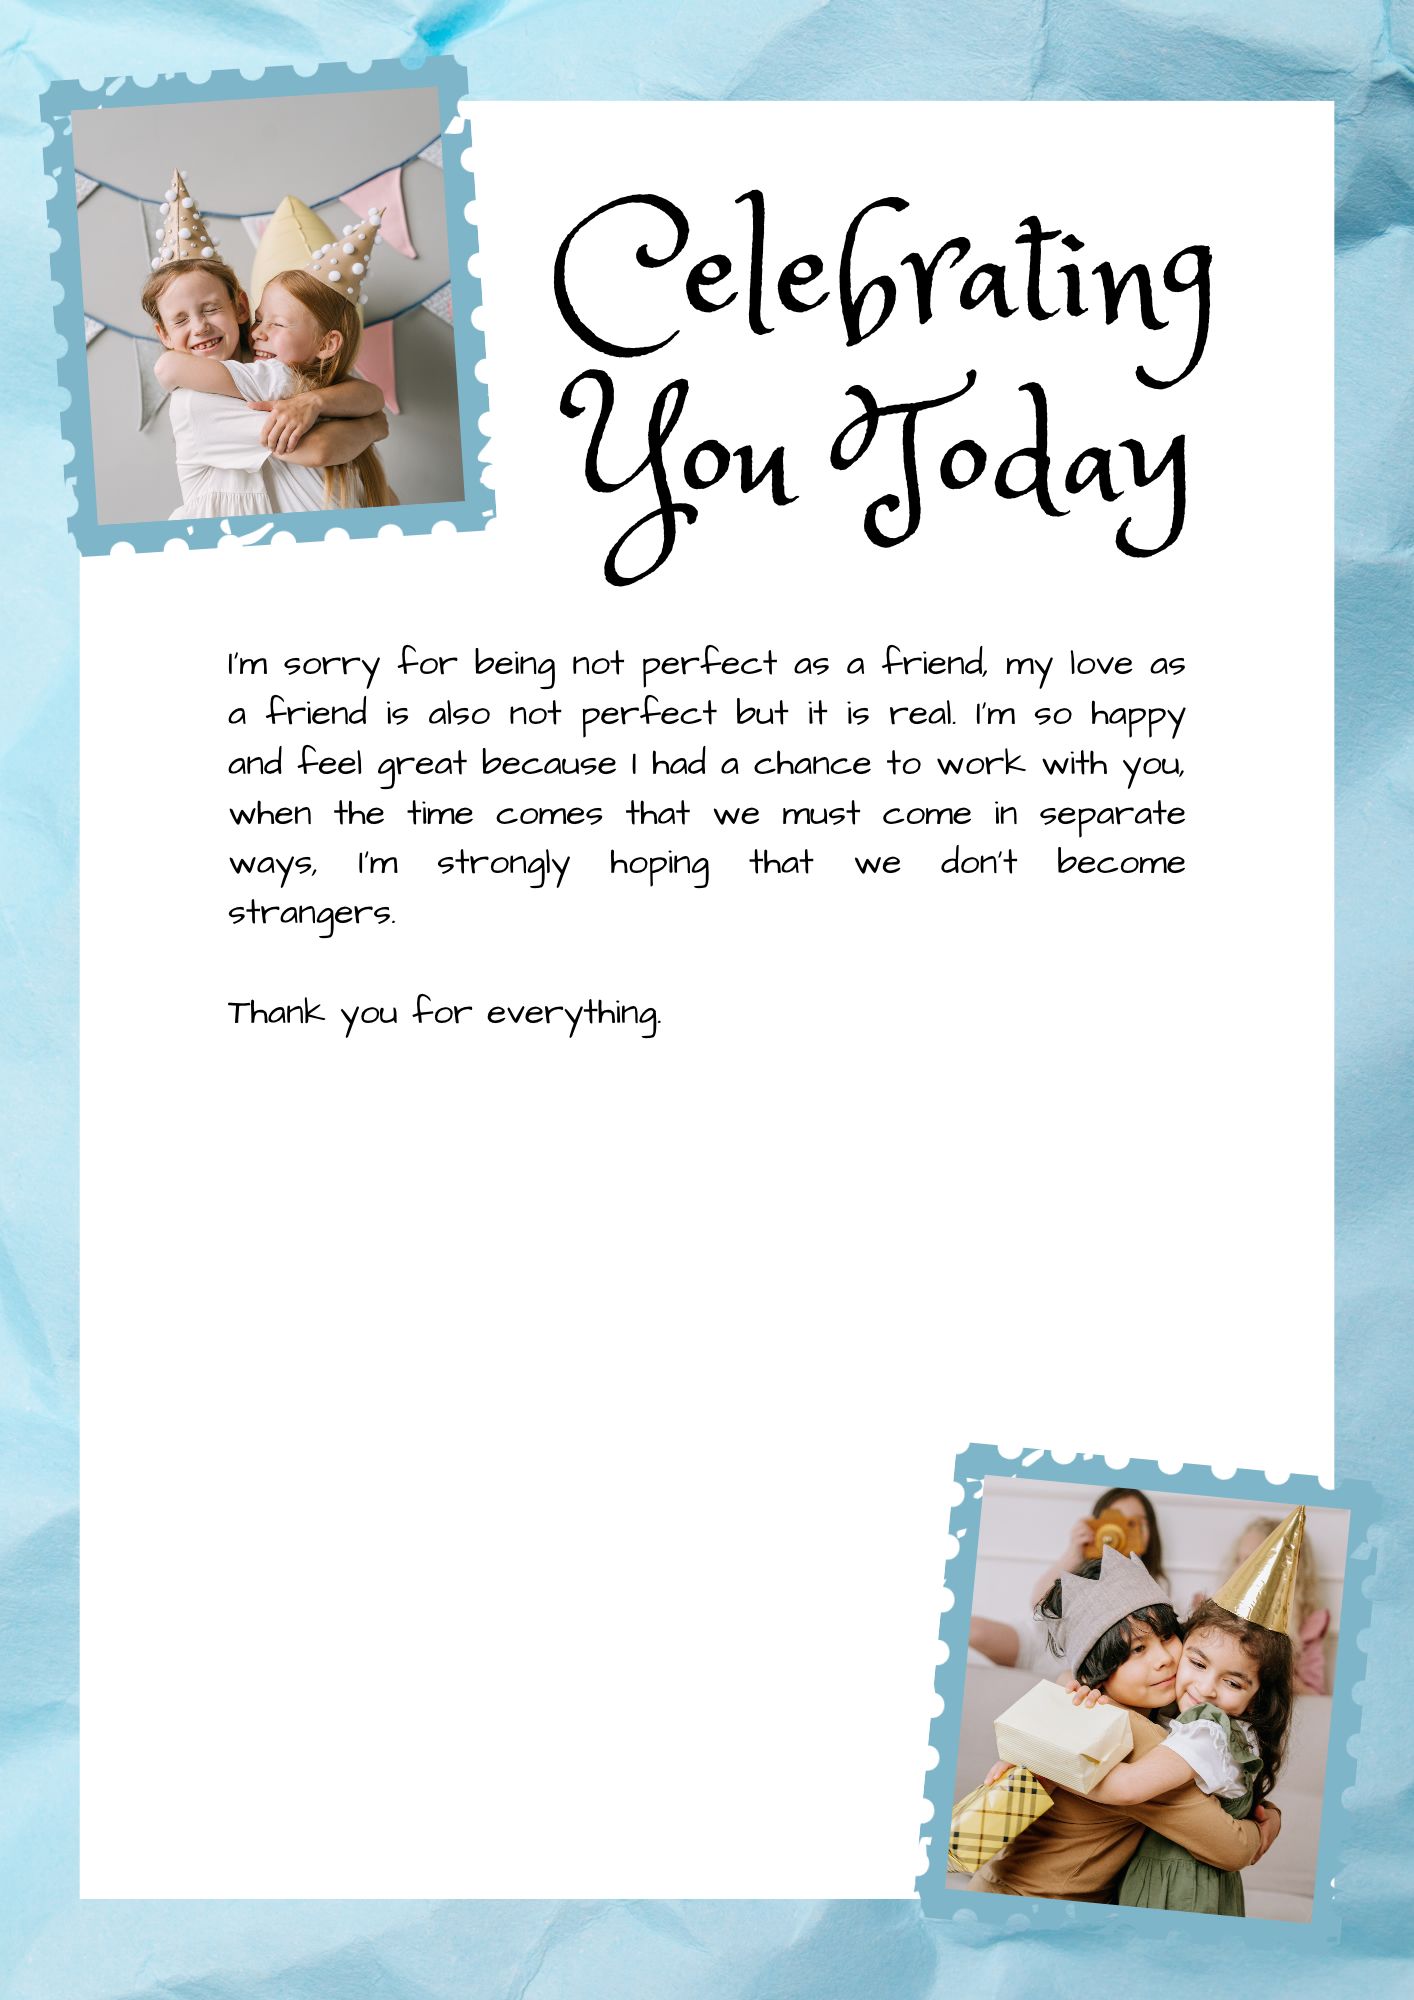 Celebrating
You Today
I'm sorry for being not perfect as a friend, my love as
a friend is also not perfect but it is real. I'm so happy
and feel great because I had a chance to work with you,
when the time comes that we must come in separate
ways, I'm strongly hoping that we don't become
strangers.
Thank you for everything.